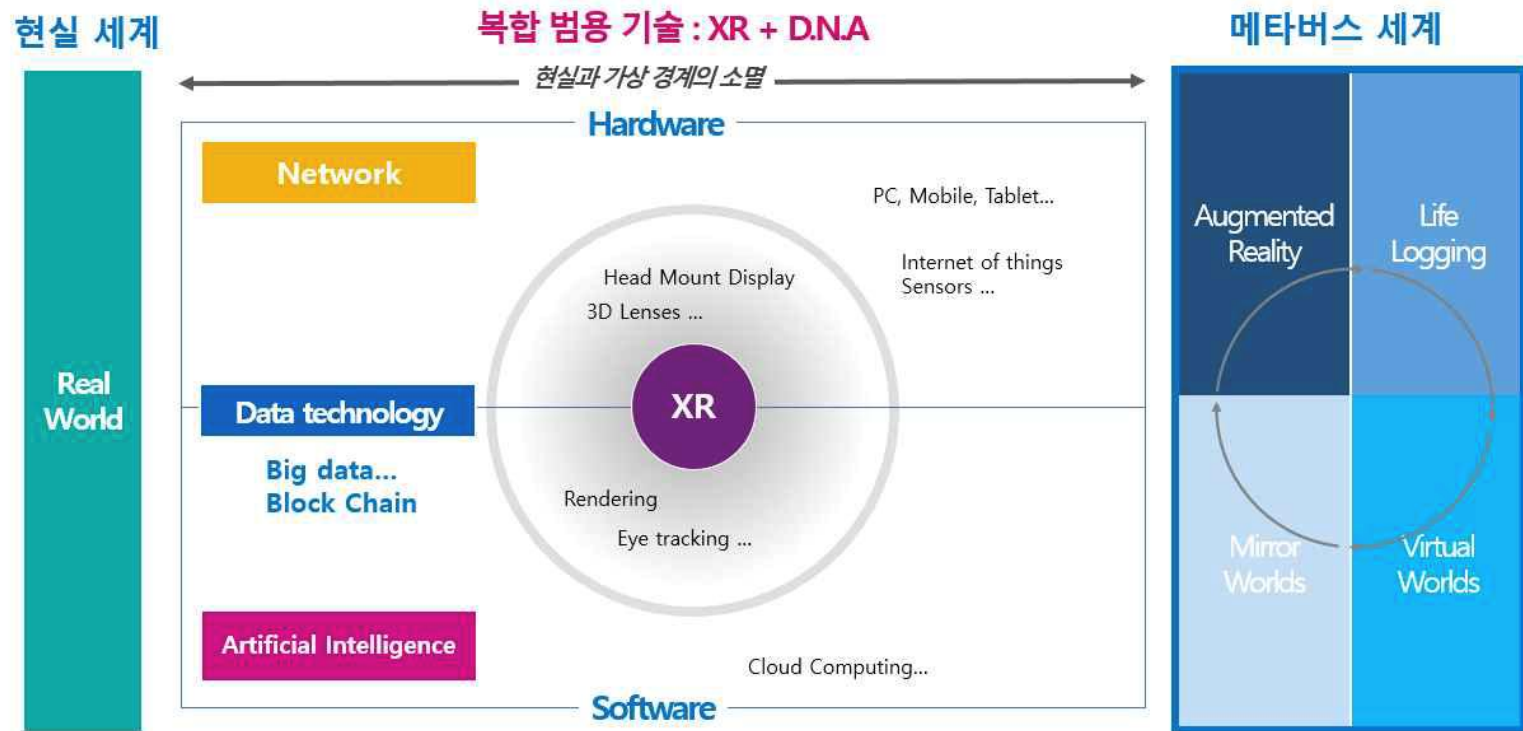 현실 세계
복합 범용 기술 : XR + D.N.A
메타버스 세계
현실과 가상 경계의 소멸
Hardware
Network
PC, Mobile, Tablet...
Internet of things
Sensors ...
Head Mount Display
3D Lenses ...
Real
World
Data technology
XR
Big data...
Block Chain
Rendering
Eye tracking ...
Artificial Intelligence
Cloud Computing...
Software
Augmented
Reality
Life
Logging
Mirror
Worlds
Virtual
Worlds